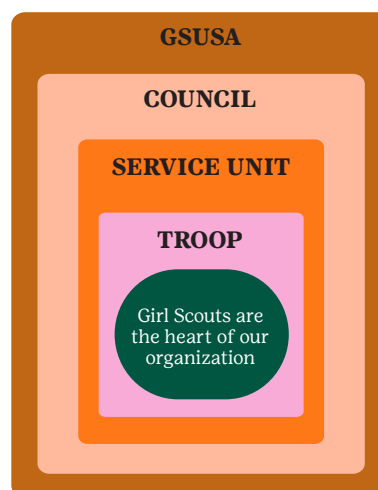 GSUSA
COUNCIL
SERVICE UNIT
TROOP
Girl Scouts are
the heart of our
organization